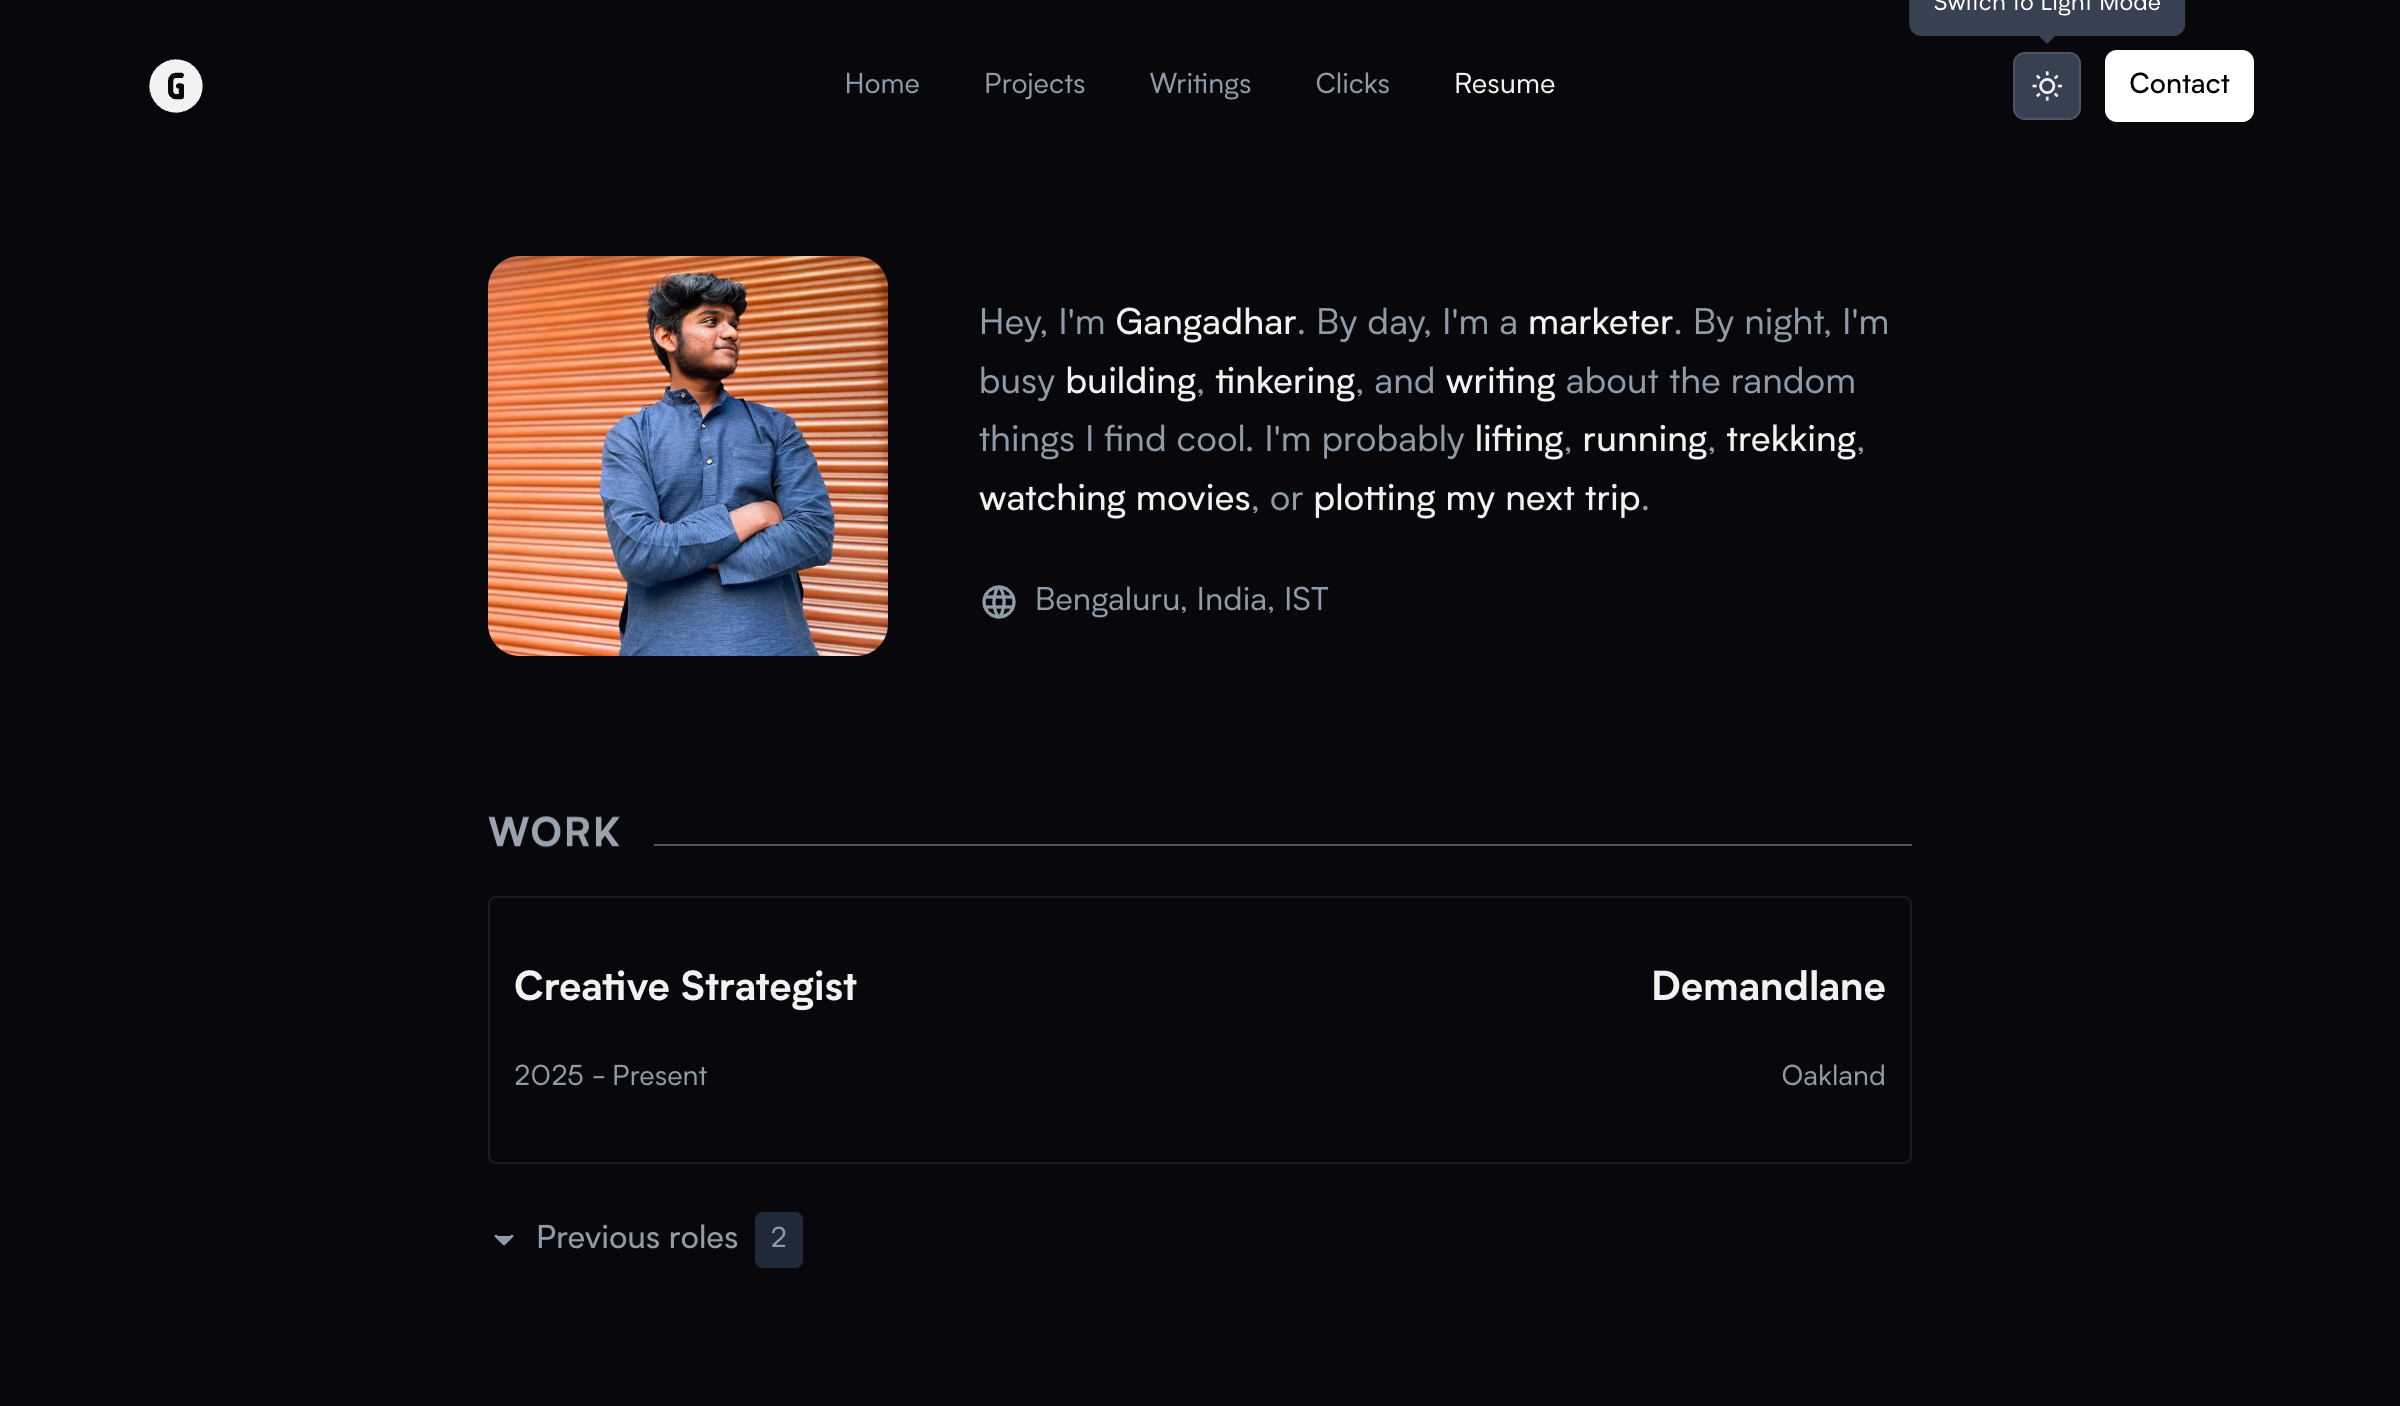 Switch to Light Mode
G
Home
Projects
Writings
Clicks
Resume
Contact
Hey, I'm Gangadhar. By day, I'm a marketer. By night, I'm
busy building, tinkering, and writing about the random
things I find cool. I'm probably lifting, running, trekking,
watching movies, or plotting my next trip.
Bengaluru, India, IST
WORK
Creative Strategist
Demandlane
2025 - Present
Oakland
Previous roles 2